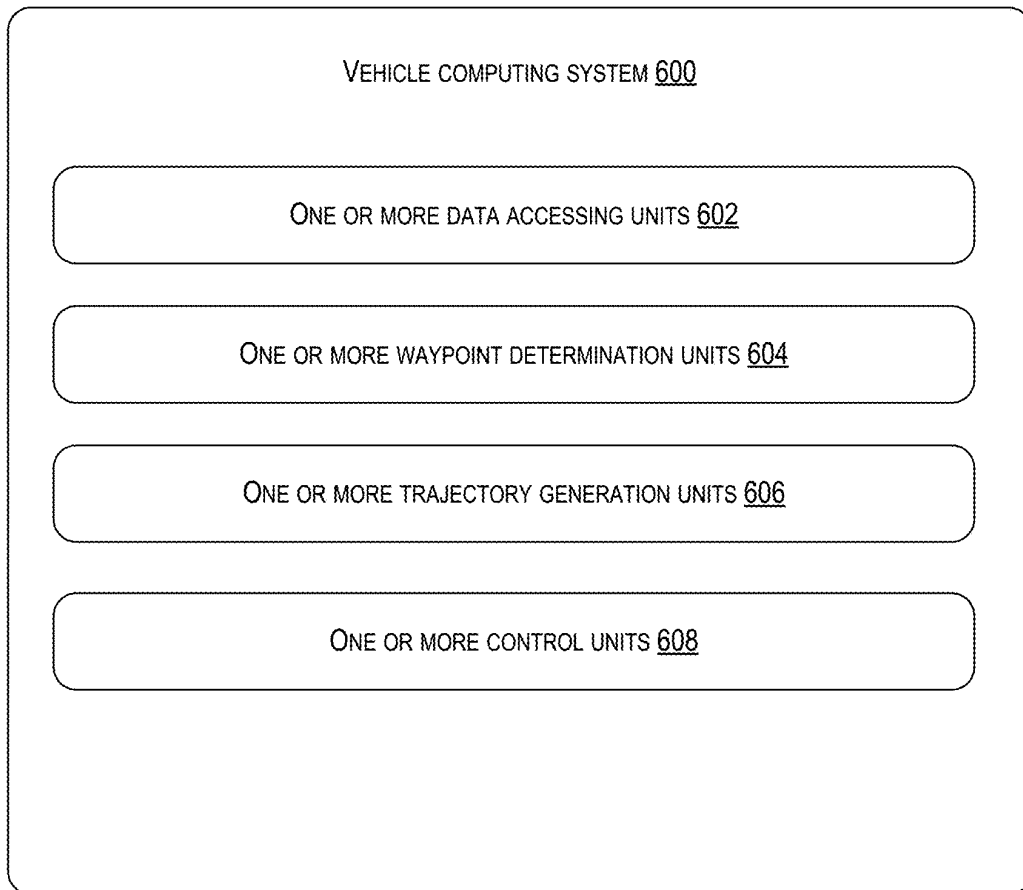 VEHICLE COMPUTING SYSTEM 600
ONE OR MORE DATA ACCESSING UNITS 602
ONE OR MORE WAYPOINT DETERMINATION UNITS 604
ONE OR MORE TRAJECTORY GENERATION UNITS 606
ONE OR MORE CONTROL UNITS 608